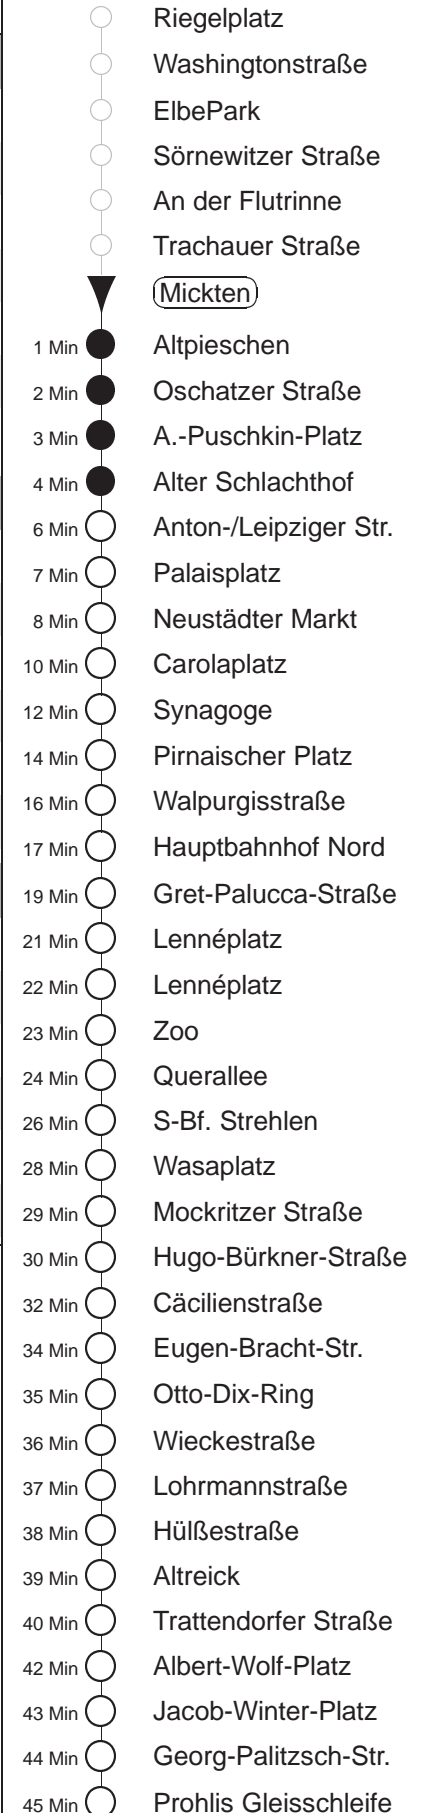 Riegelplatz
Washingtonstraße
ElbePark
Sörnewitzer Straße
An der Flutrinne
Trachauer Straße
Mickten
1 Min Altpieschen
2 Min Oschatzer Straße
3 Min A.-Puschkin-Platz
4 Min Alter Schlachthof
6 Min Anton-/Leipziger Str.
7 Min Palaisplatz
8 Min Neustädter Markt
10 Min Carolaplatz
12 Min Synagoge
14 Min Pirnaischer Platz
16 Min Walpurgisstraße
17 Min Hauptbahnhof Nord
19 Min Gret-Palucca-Straße
21 Min Lennéplatz
22 Min Lennéplatz
23 Min Zoo
24 Min Querallee
26 Min S-Bf. Strehlen
28 Min Wasaplatz
29 Min Mockritzer Straße
30 Min Hugo-Bürkner-Straße
32 Min Cäcilienstraße
34 Min Eugen-Bracht-Str.
35 Min Otto-Dix-Ring
36 Min Wieckestraße
37 Min Lohrmannstraße
38 Min Hülßestraße
39 Min Altreick
40 Min Trattendorfer Straße
42 Min Albert-Wolf-Platz
43 Min Jacob-Winter-Platz
44 Min Georg-Palitzsch-Str.
45 Min Prohlis Gleisschleife